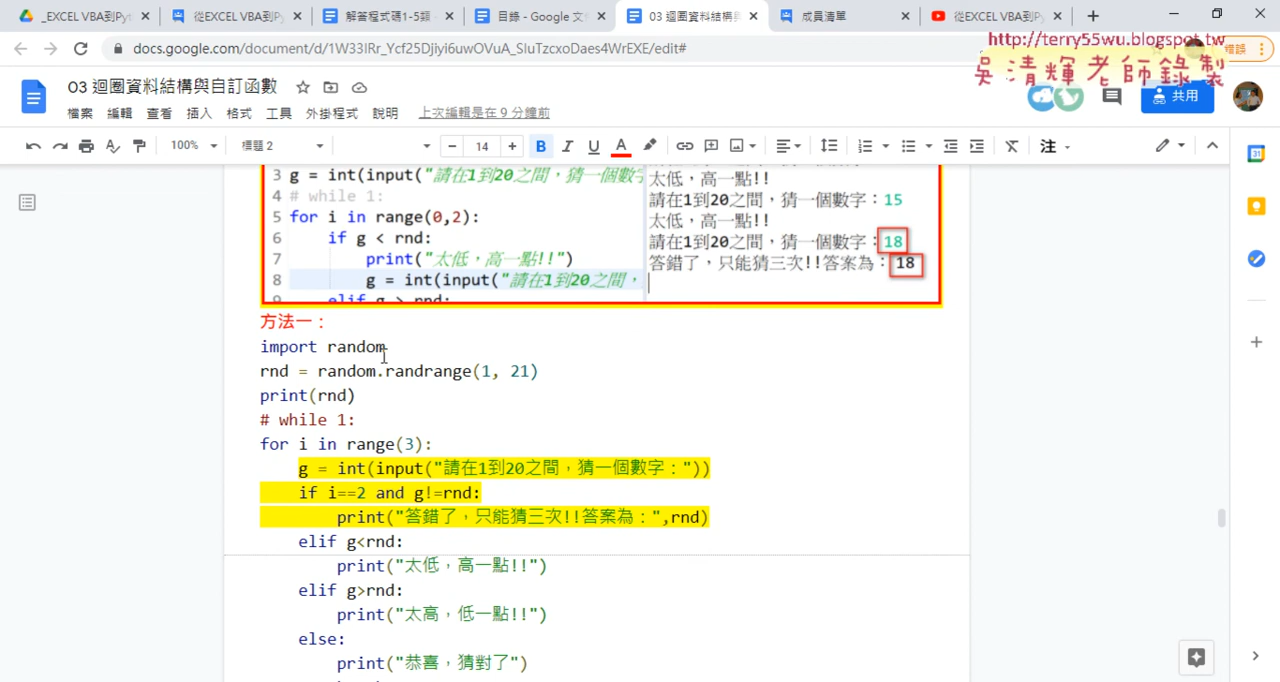 _EXCEL VBA到Pyt
從EXCEL VBA到Py
解答程式碼1-5類
目錄 - Google 文
03 迴圈資料結構與
成員清單
從EXCEL VBA到Py
docs.google.com/document/d/1W33lRr_Ycf25Djiyi6uwOVuA_SluTzcxoDaes4WrEXE/edit#
http://terry55wu.blogspot.tw
吳清輝老師錄製
03 迴圈資料結構與自訂函數
共用
檔案 編輯 查看 插入 格式 工具 外掛程式 說明 上次編輯是在 9 分鐘前
100% 標題 2 14 B I U A 注
3 g = int(input("請在1到20之間，猜一個數字
4 # while 1:
5 for i in range(0,2):
6 if g < rnd:
7 print("太低，高一點!!")
8 g = int(input("請在1到20之間，
9 elif g > rnd:
太低，高一點!!
請在1到20之間，猜一個數字：15
太低，高一點!!
請在1到20之間，猜一個數字：18
答錯了，只能猜三次!!答案為： 18
方法一：
import random
rnd = random.randrange(1, 21)
print(rnd)
# while 1:
for i in range(3):
g = int(input("請在1到20之間，猜一個數字："))
if i==2 and g!=rnd:
print("答錯了，只能猜三次!!答案為：",rnd)
elif g<rnd:
print("太低，高一點!!")
elif g>rnd:
print("太高，低一點!!")
else:
print("恭喜，猜對了")